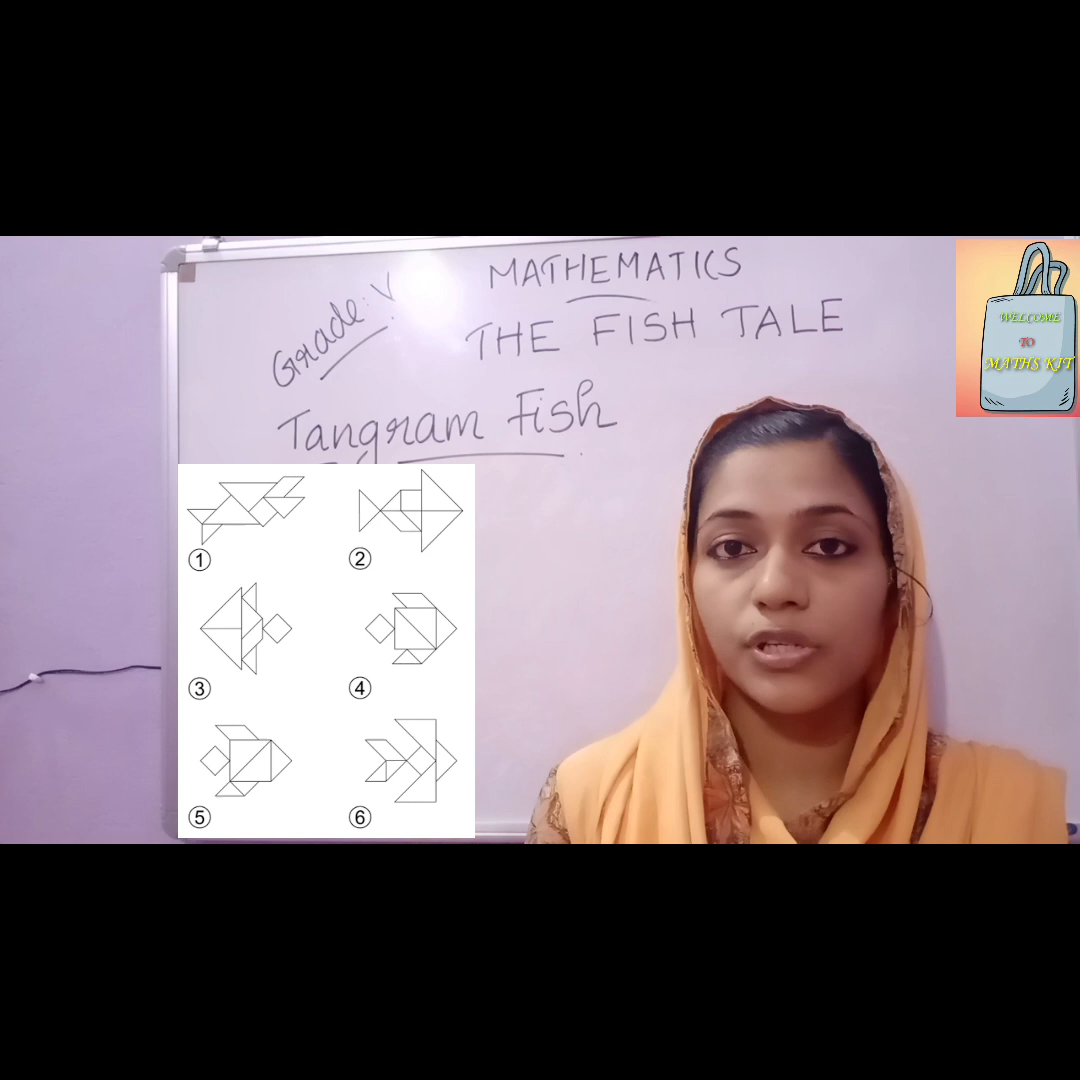 MATHEMATICS
Grade: V
THE FISH TALE
Tangram Fish
WELCOME
TO
MATHS KIT
①
②
③
④
⑤
⑥